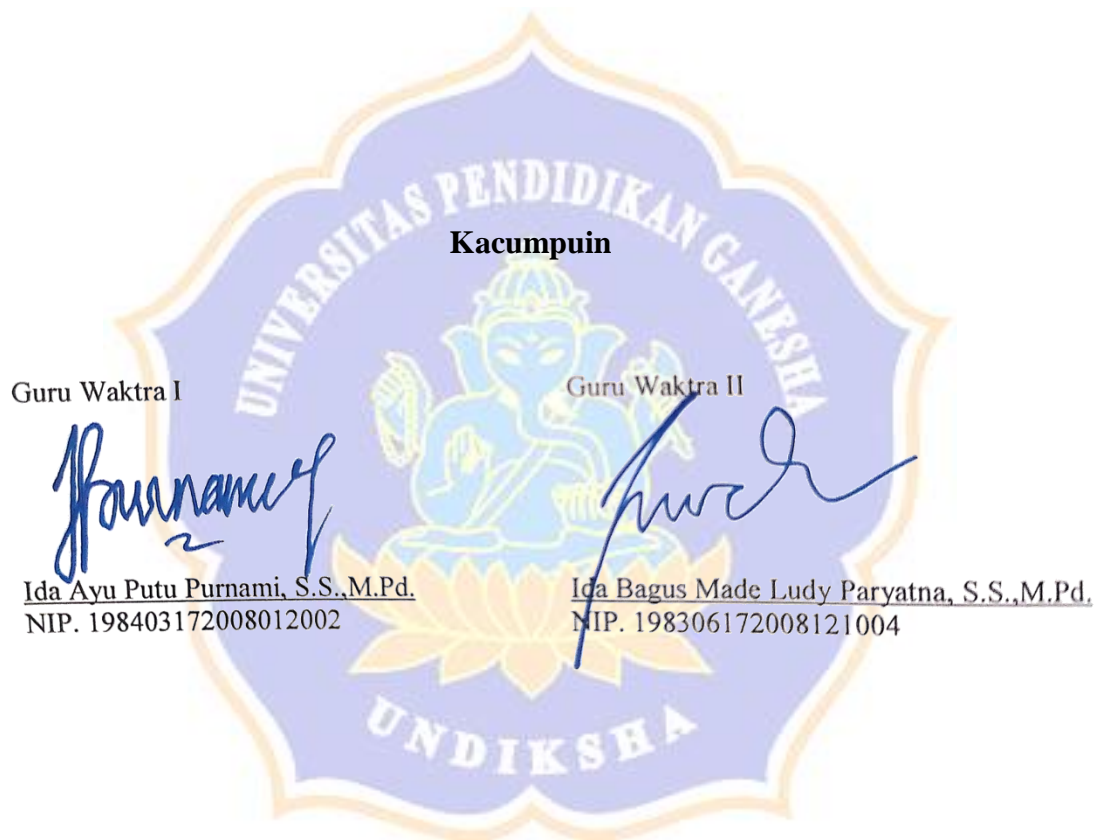 UNIVERSITAS PENDIDIKAN GANESHA
Kacumpuin
Guru Waktra I
Guru Waktra II
Purnami
Ida Ayu Putu Purnami, S.S.,M.Pd.
NIP. 198403172008012002
Ida Bagus Made Ludy Paryatna, S.S.,M.Pd.
NIP. 198306172008121004
UNDIKSHA